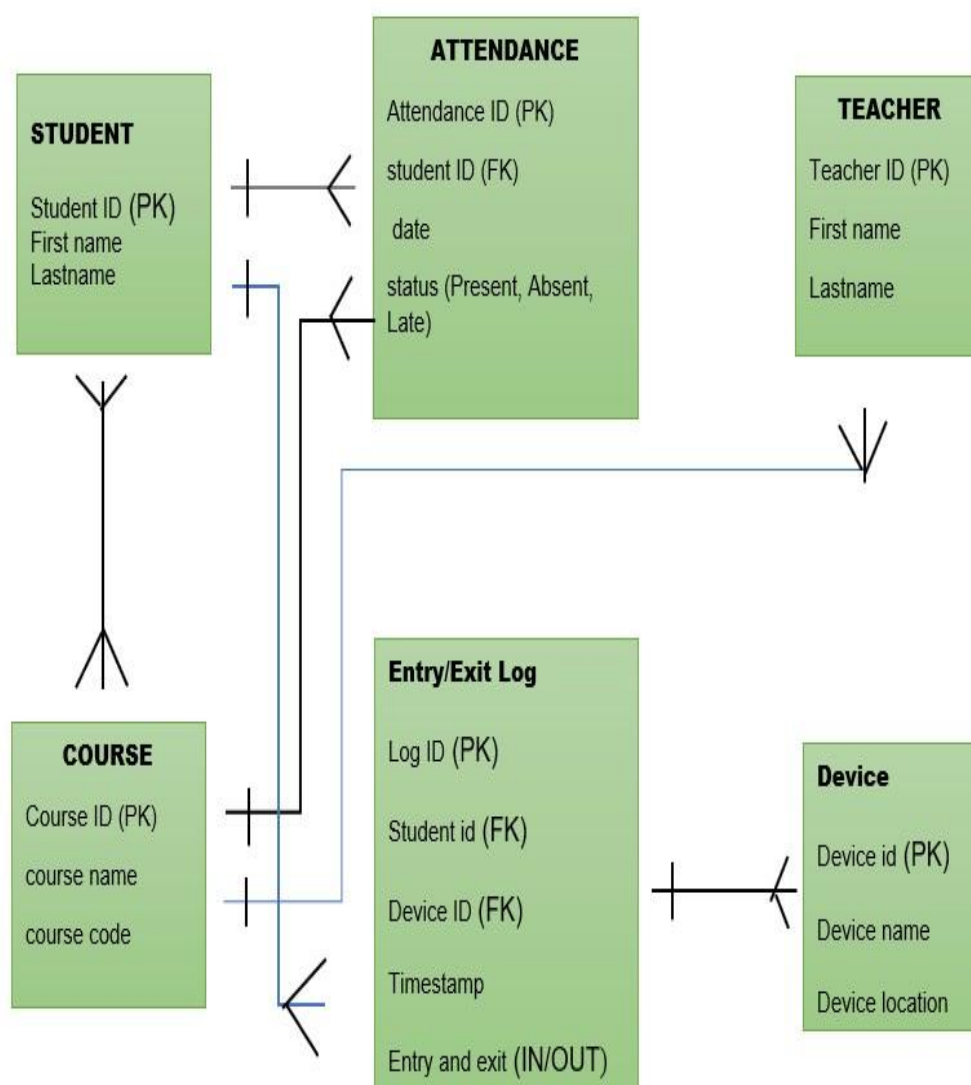 STUDENT
Student ID (PK)
First name
Lastname
ATTENDANCE
Attendance ID (PK)
student ID (FK)
date
status (Present, Absent,
Late)
TEACHER
Teacher ID (PK)
First name
Lastname
COURSE
Course ID (PK)
course name
course code
Entry/Exit Log
Log ID (PK)
Student id (FK)
Device ID (FK)
Timestamp
Entry and exit (IN/OUT)
Device
Device id (PK)
Device name
Device location